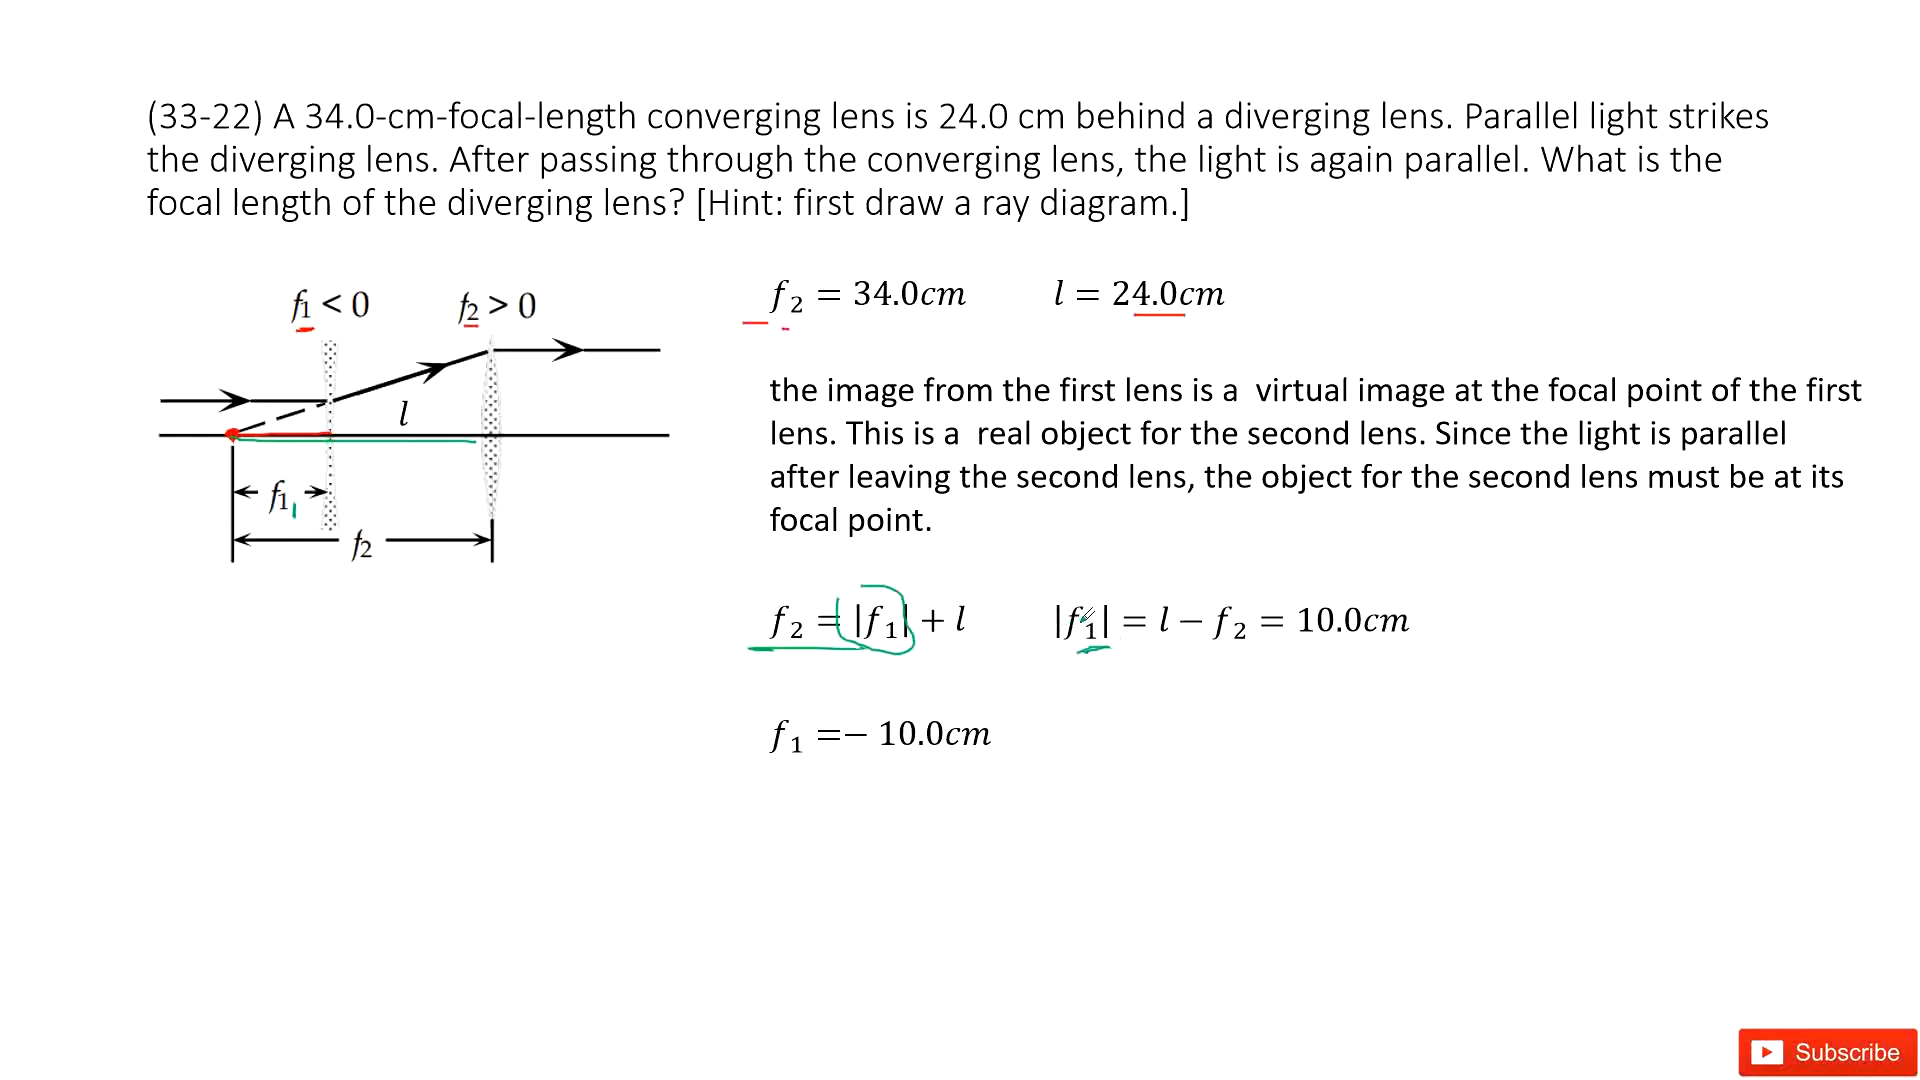 (33-22) A 34.0-cm-focal-length converging lens is 24.0 cm behind a diverging lens. Parallel light strikes
the diverging lens. After passing through the converging lens, the light is again parallel. What is the
focal length of the diverging lens? [Hint: first draw a ray diagram.]
f₁ < 0 f₂ > 0
l
f₁
f₂
f₂ = 34.0cm l = 24.0cm
the image from the first lens is a virtual image at the focal point of the first
lens. This is a real object for the second lens. Since the light is parallel
after leaving the second lens, the object for the second lens must be at its
focal point.
f₂ = |f₁| + l |f₁| = l − f₂ = 10.0cm
f₁ =− 10.0cm
Subscribe